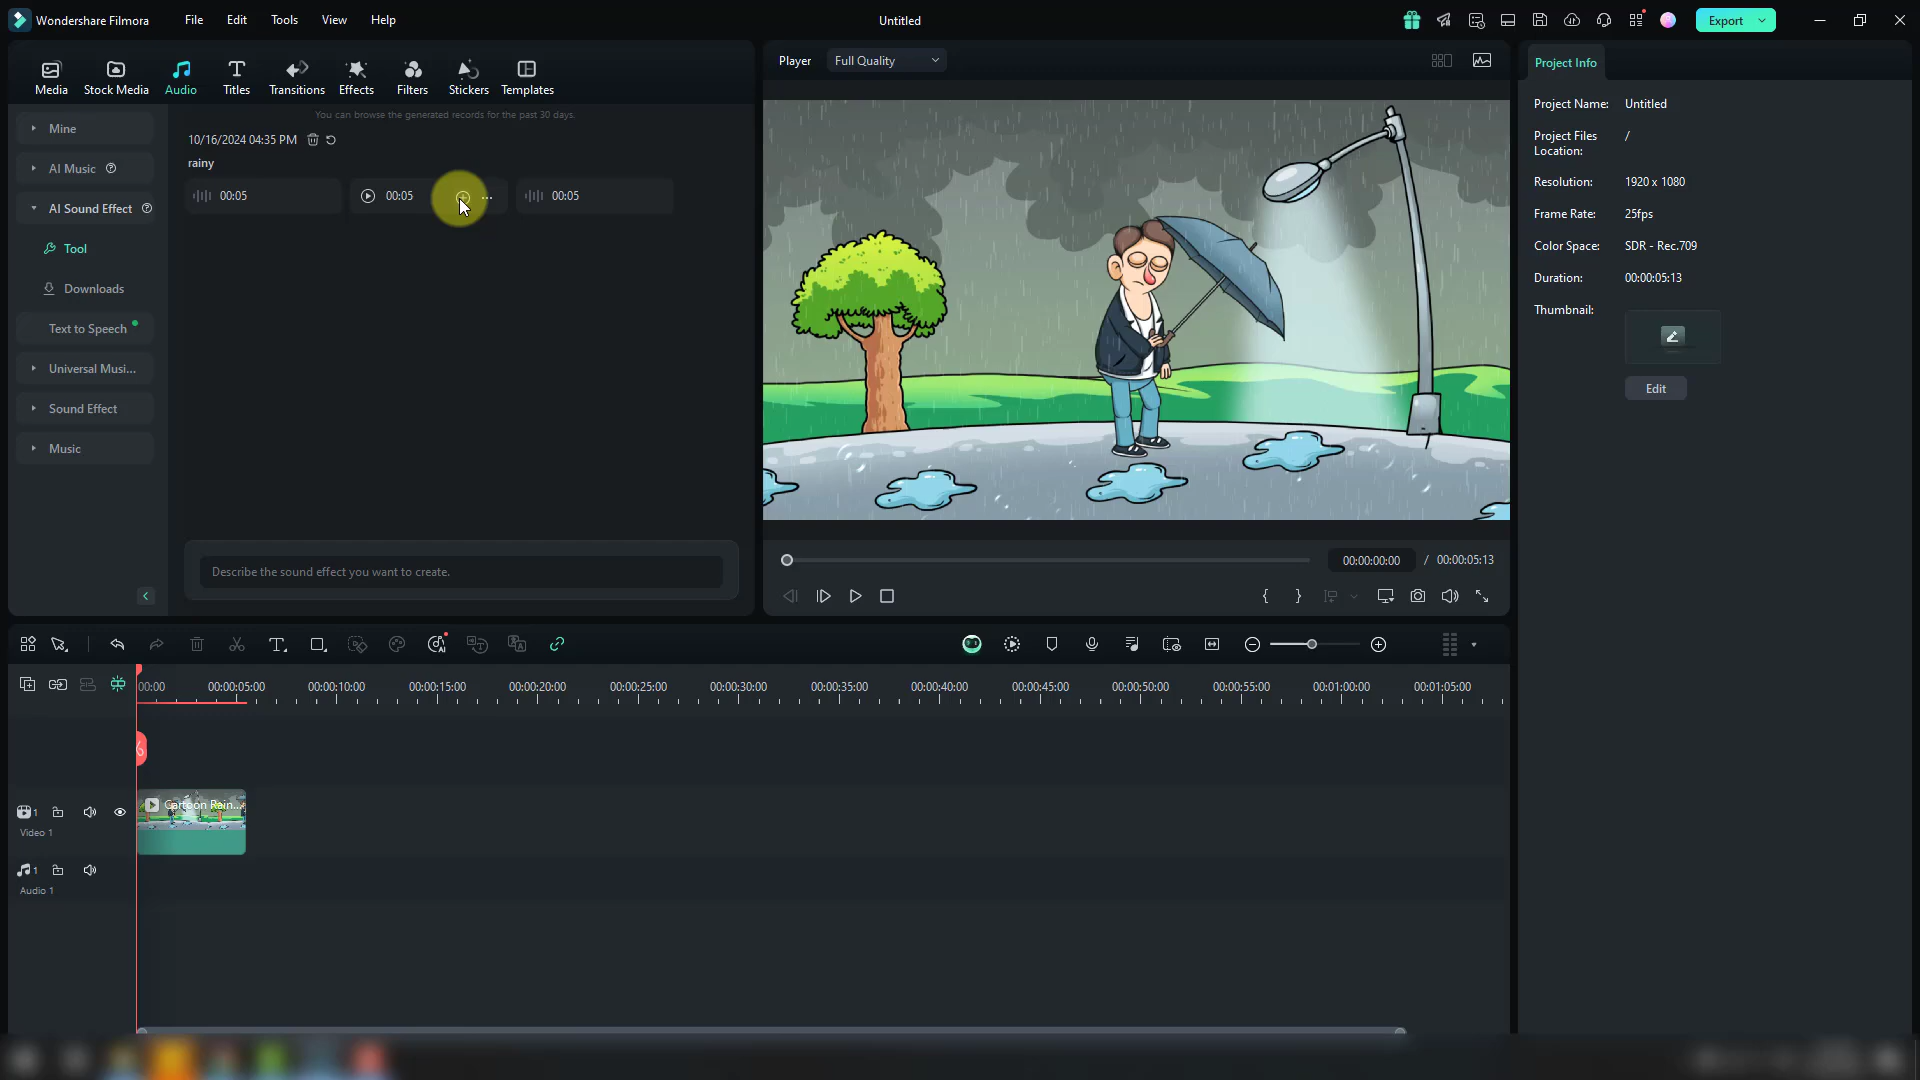 Wondershare Filmora
File
Edit
Tools
View
Help
Untitled
Export
Media
Stock Media
Audio
Titles
Transitions
Effects
Filters
Stickers
Templates
Player
Full Quality
Project Info
Mine
AI Music
AI Sound Effect
Tool
Downloads
Text to Speech
Universal Musi...
Sound Effect
Music
You can browse the generated records for the past 30 days.
10/16/2024 04:35 PM
rainy
00:05
00:05
00:05
Describe the sound effect you want to create.
00:00:00:00 / 00:00:05:13
Project Name: Untitled
Project Files Location: /
Resolution: 1920 x 1080
Frame Rate: 25fps
Color Space: SDR - Rec.709
Duration: 00:00:05:13
Thumbnail:
Edit
00:00
00:00:05:00
00:00:10:00
00:00:15:00
00:00:20:00
00:00:25:00
00:00:30:00
00:00:35:00
00:00:40:00
00:00:45:00
00:00:50:00
00:00:55:00
00:01:00:00
00:01:05:00
1
Video 1
Cartoon Rain...
1
Audio 1